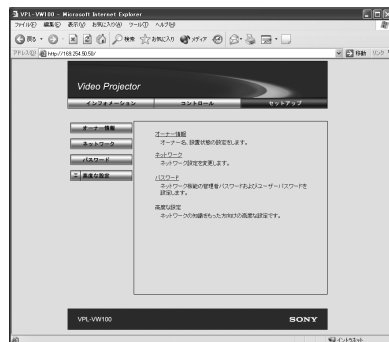 VPL-VW100 - Microsoft Internet Explorer
ファイル(F) 編集(E) 表示(V) お気に入り(A) ツール(T) ヘルプ(H)
戻る 検索 お気に入り メディア
アドレス(D) http://169.254.50.50/ 移動 リンク
Video Projector
インフォメーション コントロール セットアップ
オーナー情報
ネットワーク
パスワード
高度な設定
オーナー情報
オーナー名、設置状態の設定をします。
ネットワーク
ネットワーク設定を変更します。
パスワード
ネットワーク機能の管理者パスワードおよびユーザーパスワードを
設定します。
高度な設定
ネットワークの知識をもった方向けの高度な設定です。
VPL-VW100 SONY
インターネット